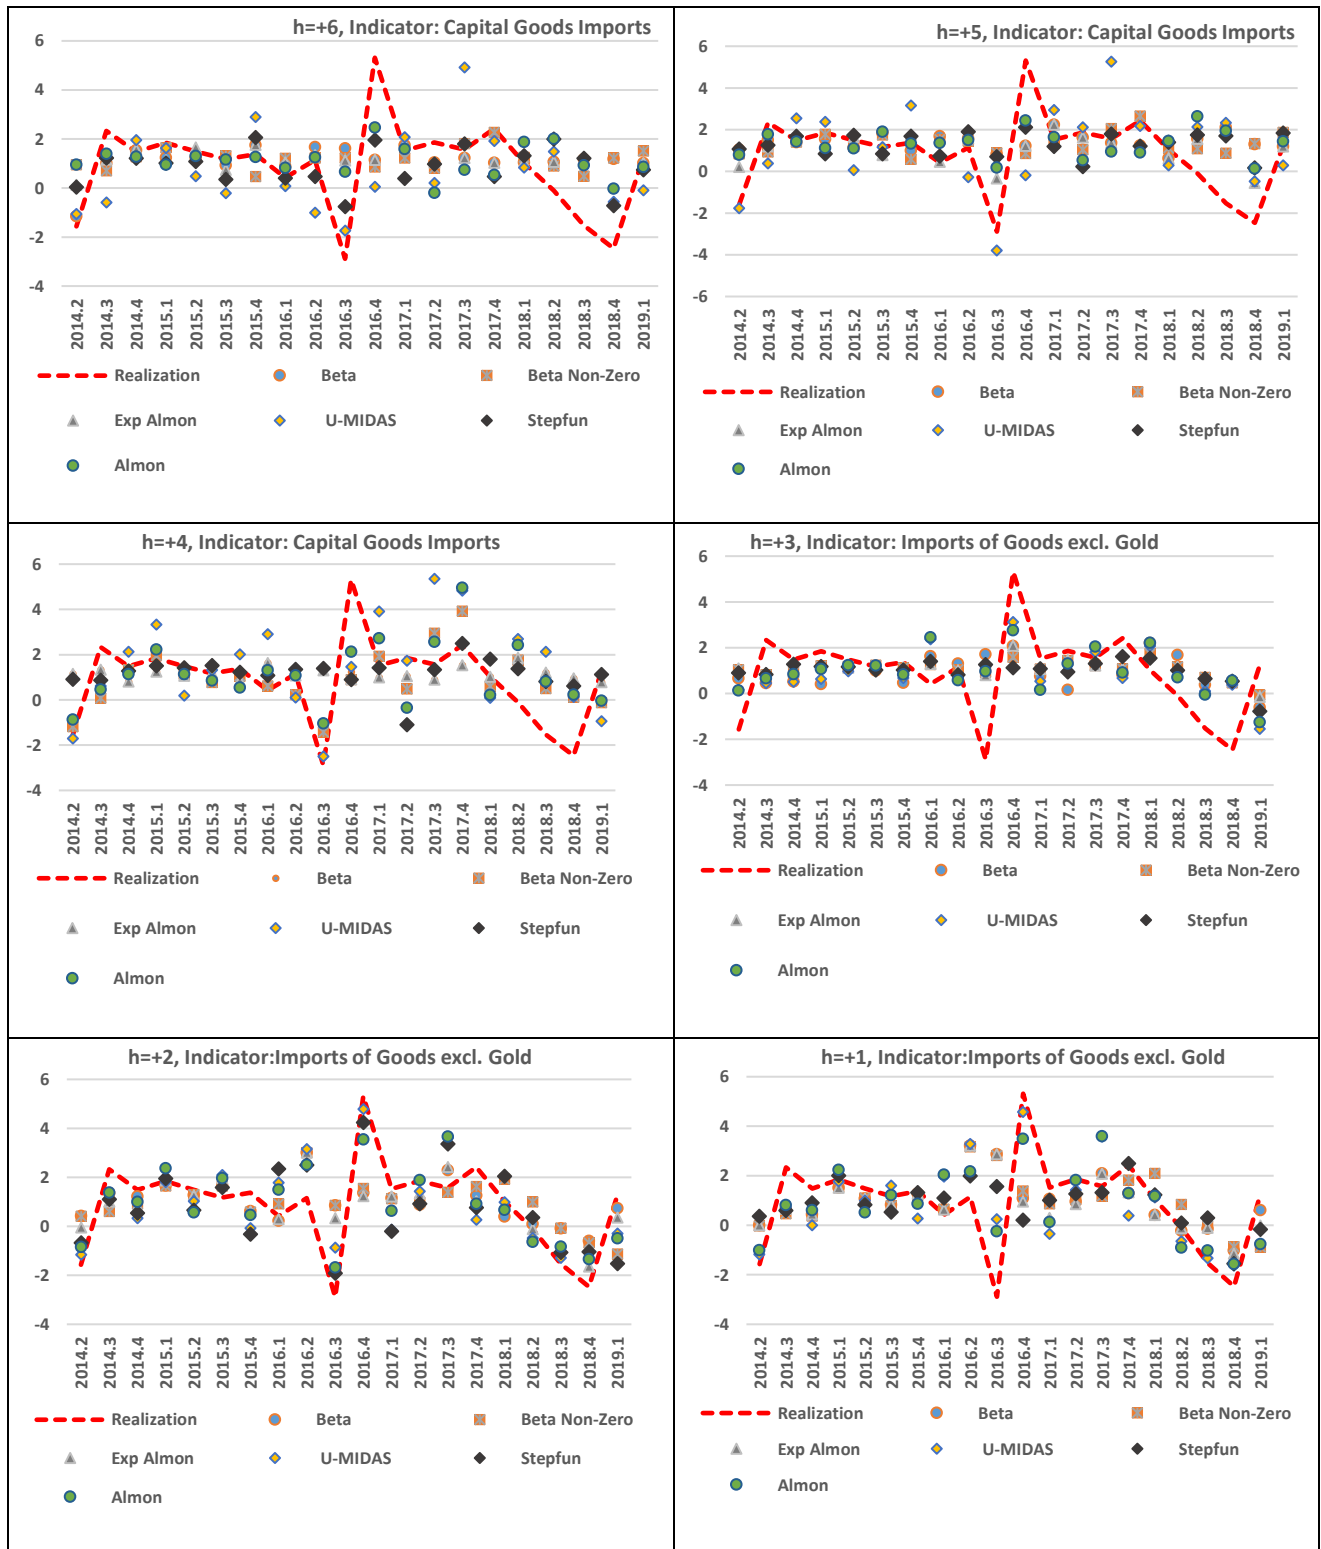 h=+6, Indicator: Capital Goods Imports
6
4
2
0
-2
-4
2014.2 2014.3 2014.4 2015.1 2015.2 2015.3 2015.4 2016.1 2016.2 2016.3 2016.4 2017.1 2017.2 2017.3 2017.4 2018.1 2018.2 2018.3 2018.4 2019.1
Realization Beta Beta Non-Zero
Exp Almon U-MIDAS Stepfun
Almon
h=+5, Indicator: Capital Goods Imports
6
4
2
0
-2
-4
-6
2014.2 2014.3 2014.4 2015.1 2015.2 2015.3 2015.4 2016.1 2016.2 2016.3 2016.4 2017.1 2017.2 2017.3 2017.4 2018.1 2018.2 2018.3 2018.4 2019.1
Realization Beta Beta Non-Zero
Exp Almon U-MIDAS Stepfun
Almon
h=+4, Indicator: Capital Goods Imports
6
4
2
0
-2
-4
2014.2 2014.3 2014.4 2015.1 2015.2 2015.3 2015.4 2016.1 2016.2 2016.3 2016.4 2017.1 2017.2 2017.3 2017.4 2018.1 2018.2 2018.3 2018.4 2019.1
Realization Beta Beta Non-Zero
Exp Almon U-MIDAS Stepfun
Almon
h=+3, Indicator: Imports of Goods excl. Gold
6
4
2
0
-2
-4
2014.2 2014.3 2014.4 2015.1 2015.2 2015.3 2015.4 2016.1 2016.2 2016.3 2016.4 2017.1 2017.2 2017.3 2017.4 2018.1 2018.2 2018.3 2018.4 2019.1
Realization Beta Beta Non-Zero
Exp Almon U-MIDAS Stepfun
Almon
h=+2, Indicator:Imports of Goods excl. Gold
6
4
2
0
-2
-4
2014.2 2014.3 2014.4 2015.1 2015.2 2015.3 2015.4 2016.1 2016.2 2016.3 2016.4 2017.1 2017.2 2017.3 2017.4 2018.1 2018.2 2018.3 2018.4 2019.1
Realization Beta Beta Non-Zero
Exp Almon U-MIDAS Stepfun
Almon
h=+1, Indicator:Imports of Goods excl. Gold
6
4
2
0
-2
-4
2014.2 2014.3 2014.4 2015.1 2015.2 2015.3 2015.4 2016.1 2016.2 2016.3 2016.4 2017.1 2017.2 2017.3 2017.4 2018.1 2018.2 2018.3 2018.4 2019.1
Realization Beta Beta Non-Zero
Exp Almon U-MIDAS Stepfun
Almon